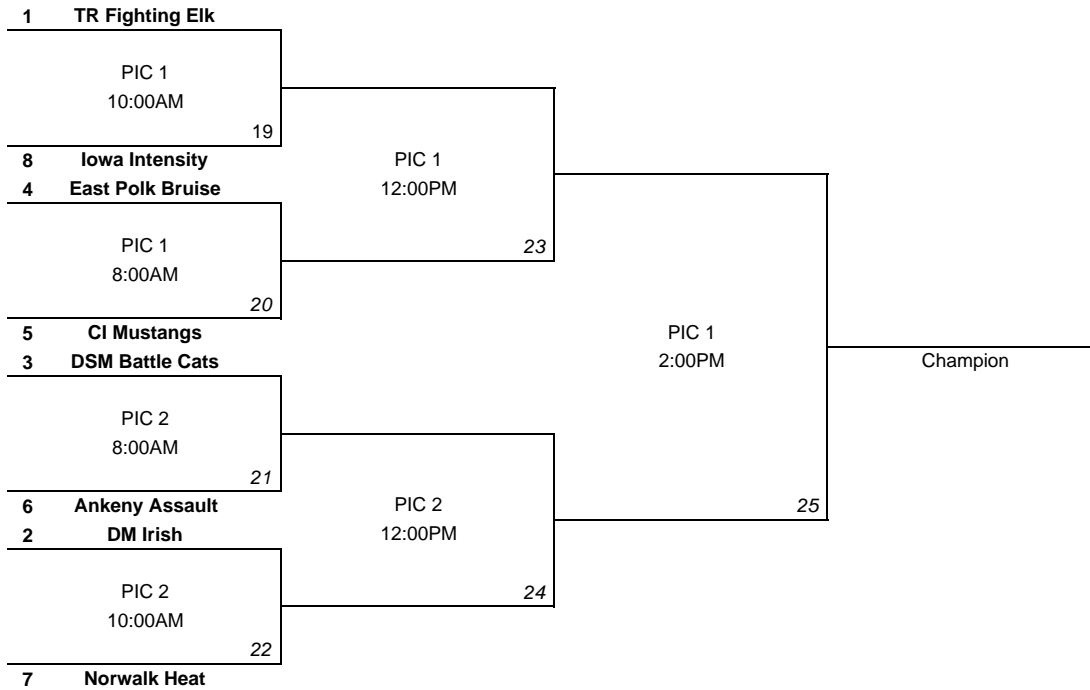 1 TR Fighting Elk
PIC 1
10:00AM
19
8 Iowa Intensity
4 East Polk Bruise
PIC 1
12:00PM
PIC 1
8:00AM
23
20
5 CI Mustangs
3 DSM Battle Cats
PIC 1
2:00PM
Champion
PIC 2
8:00AM
21
6 Ankeny Assault
2 DM Irish
PIC 2
12:00PM
25
PIC 2
10:00AM
24
22
7 Norwalk Heat